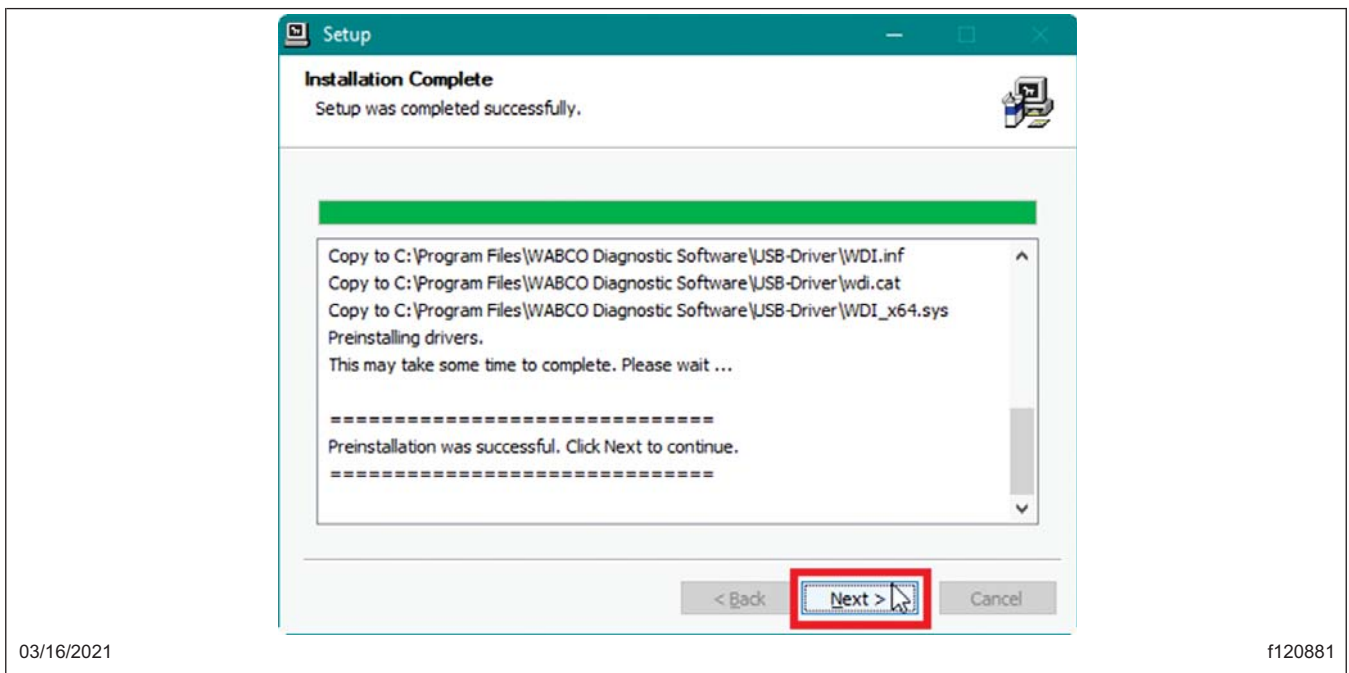 Setup
Installation Complete
Setup was completed successfully.
Copy to C:\Program Files\WABCO Diagnostic Software\USB-Driver\WDI.inf
Copy to C:\Program Files\WABCO Diagnostic Software\USB-Driver\wdi.cat
Copy to C:\Program Files\WABCO Diagnostic Software\USB-Driver\WDI_x64.sys
Preinstalling drivers.
This may take some time to complete. Please wait ...
==============================
Preinstallation was successful. Click Next to continue.
==============================
< Back Next > Cancel
03/16/2021 f120881